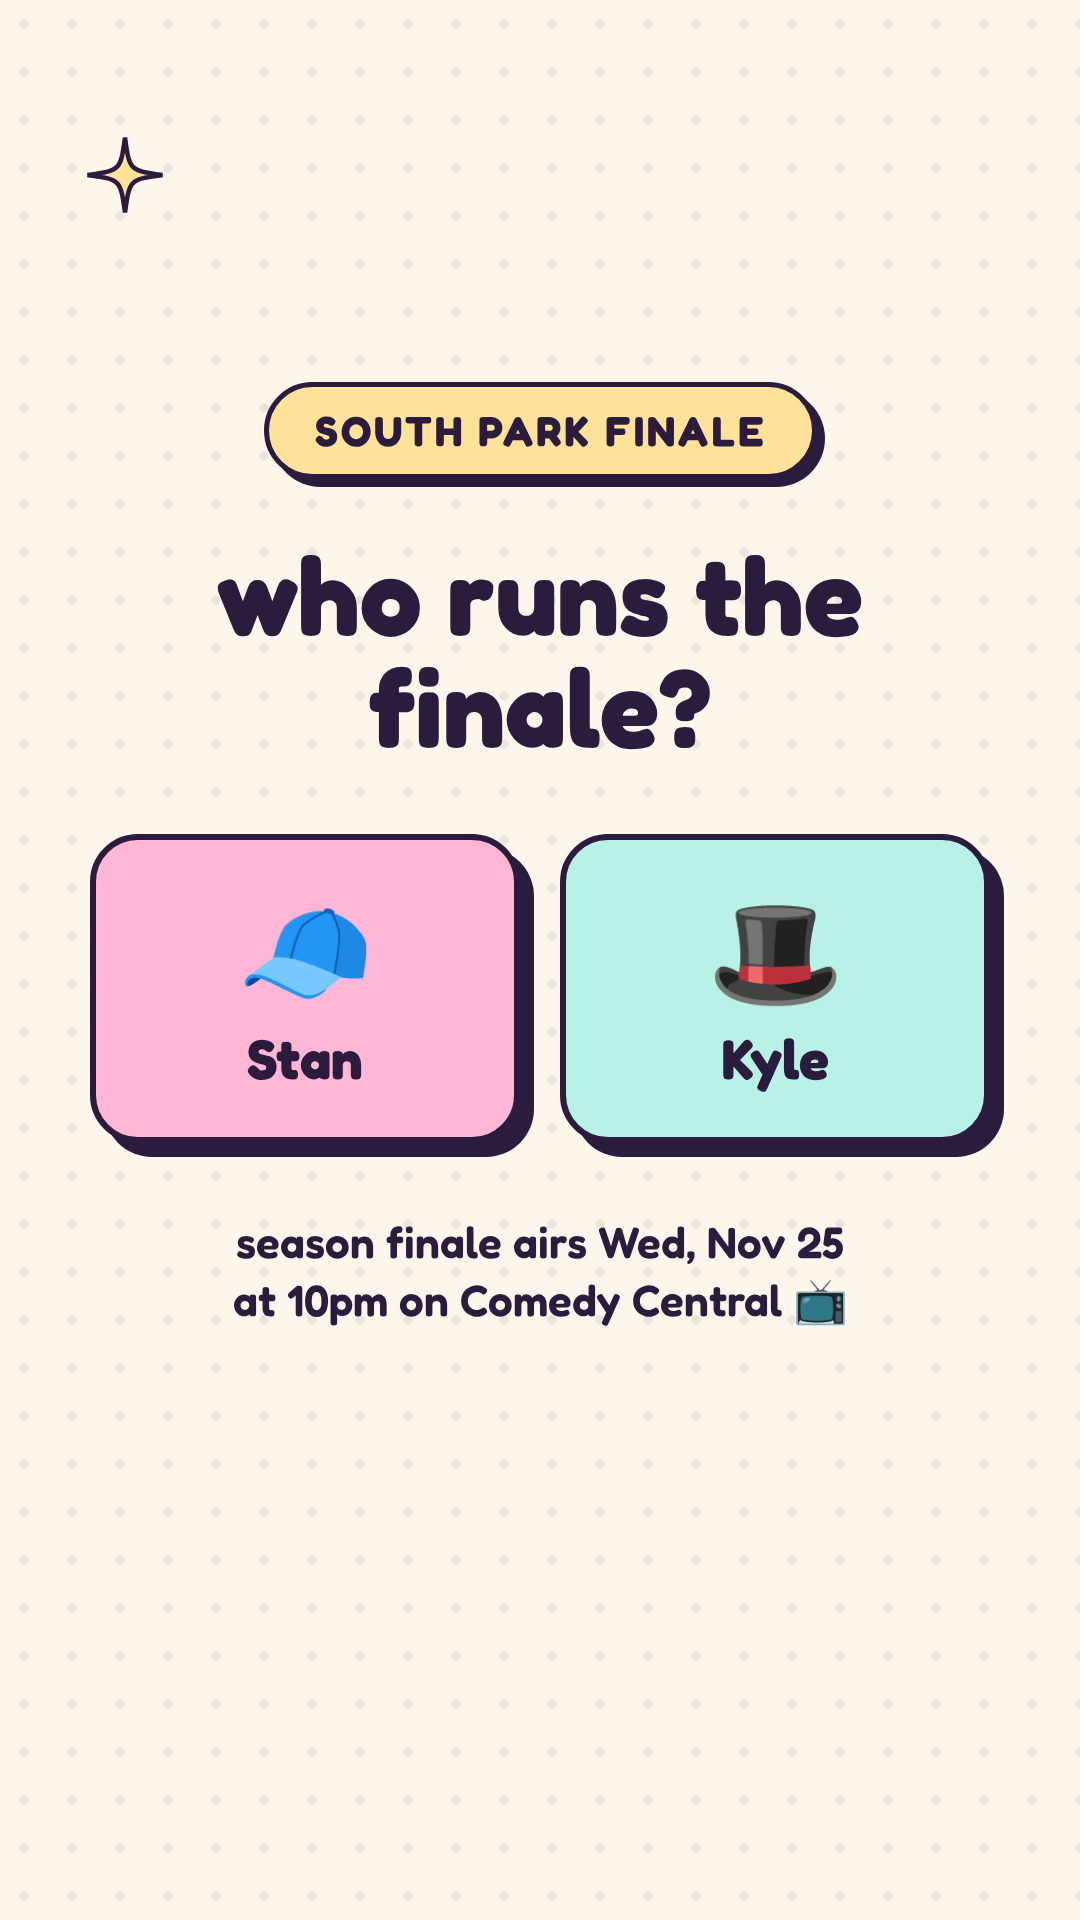 SOUTH PARK FINALE
who runs the
finale?
Stan
Kyle
season finale airs Wed, Nov 25
at 10pm on Comedy Central 📺